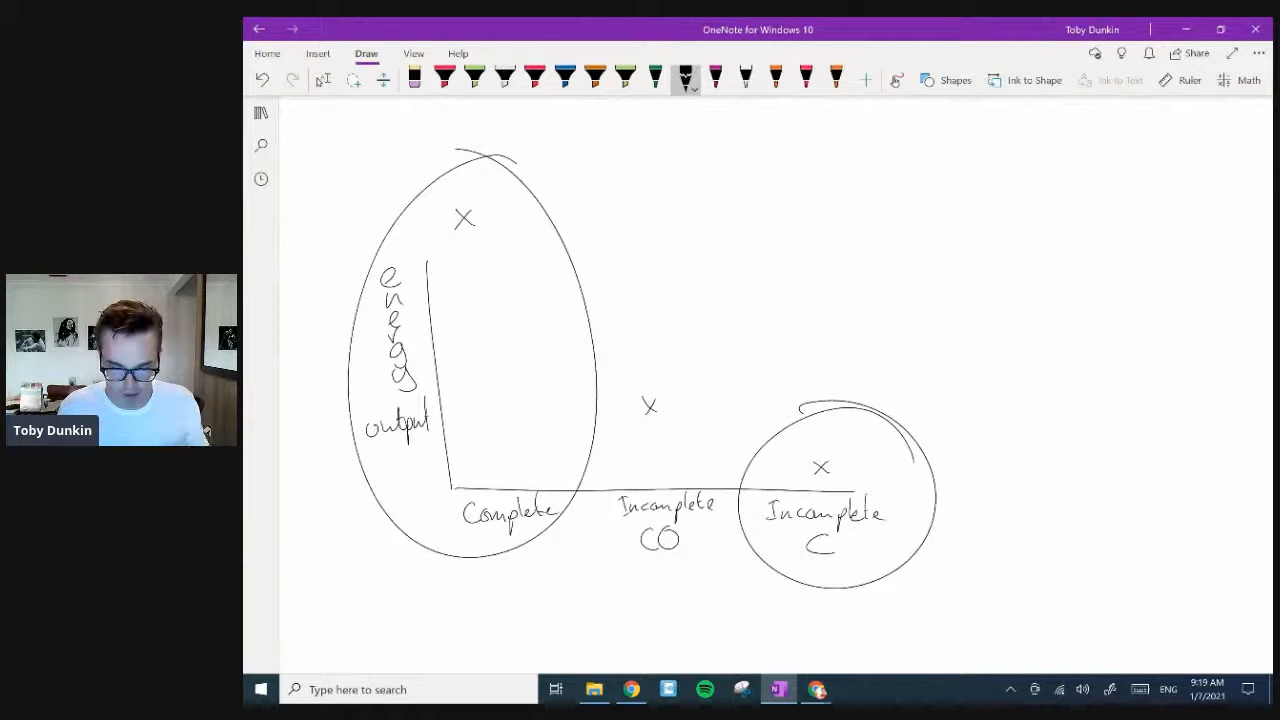 OneNote for Windows 10
Toby Dunkin
Home Insert Draw View Help
Share
Shapes
Ink to Shape
Ink to Text
Ruler
Math
X
energy
output
X
X
Complete
Incomplete
CO
Incomplete
C
Toby Dunkin
Type here to search
ENG
9:19 AM
1/7/2021